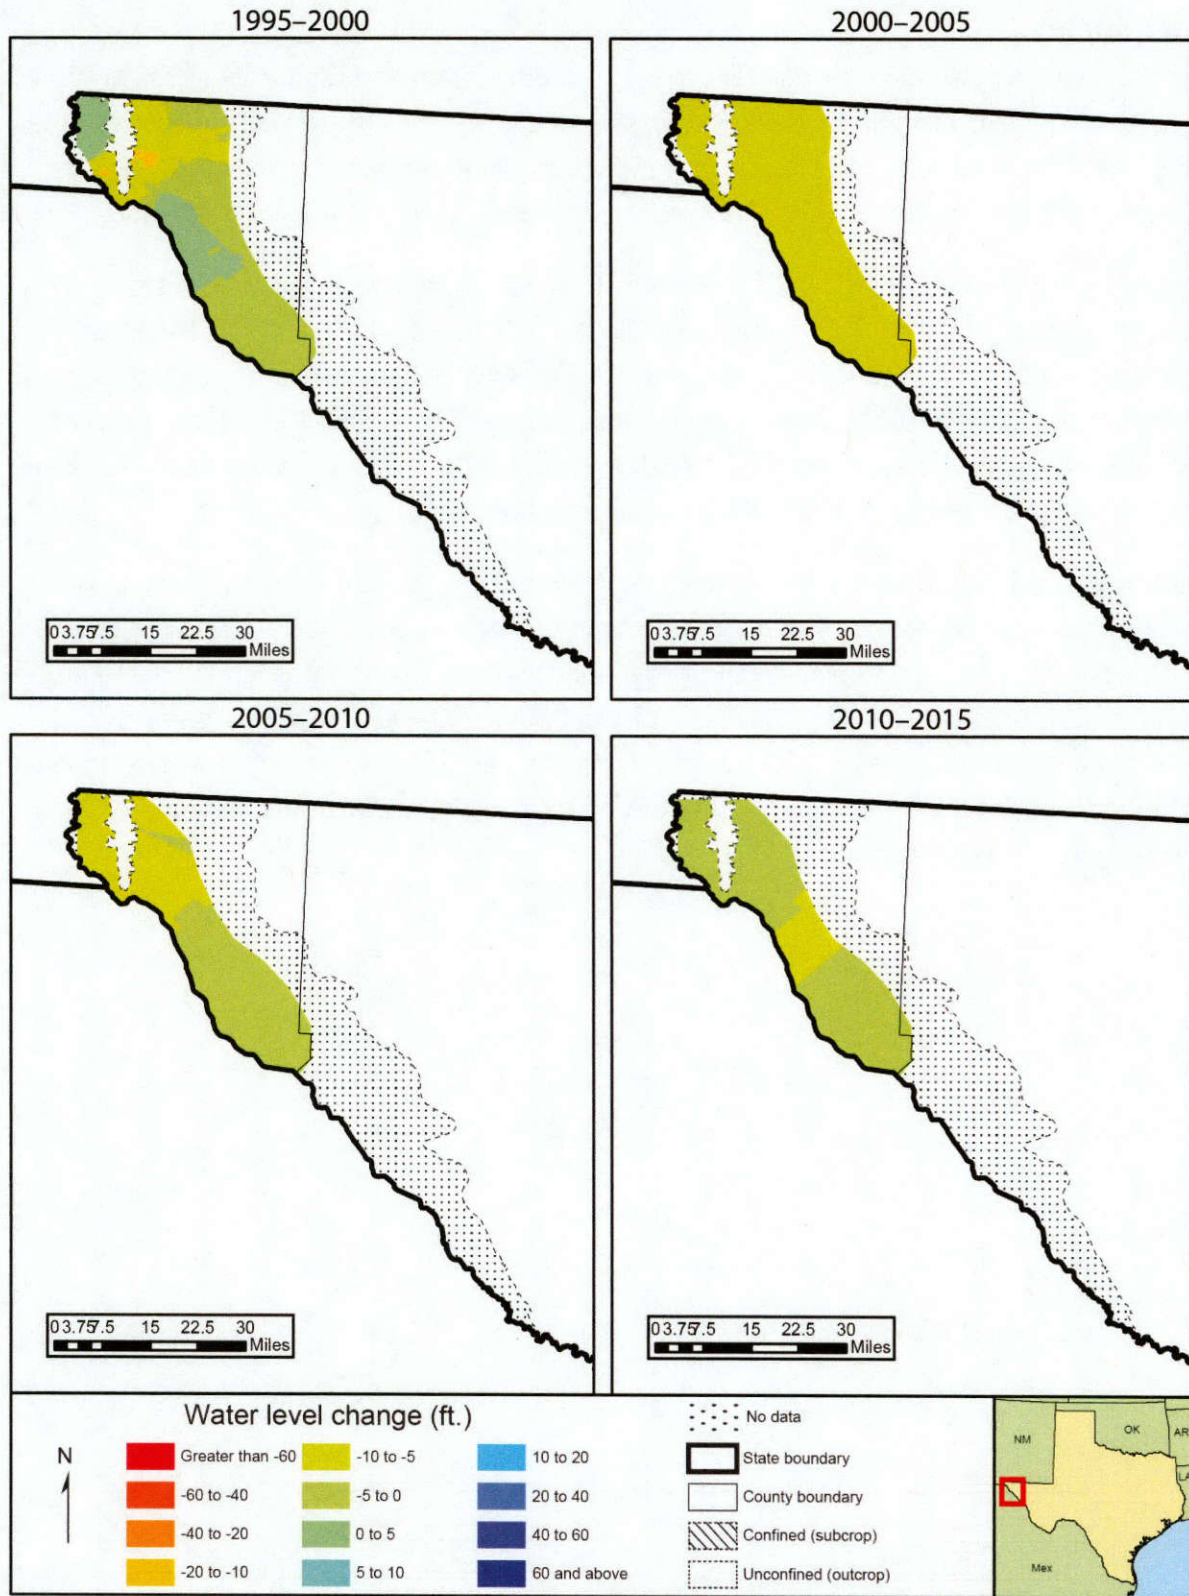 1995–2000
2000–2005
0 3.75 7.5 15 22.5 30
Miles
0 3.75 7.5 15 22.5 30
Miles
2005–2010
2010–2015
0 3.75 7.5 15 22.5 30
Miles
0 3.75 7.5 15 22.5 30
Miles
Water level change (ft.)
N
Greater than -60
-60 to -40
-40 to -20
-20 to -10
-10 to -5
-5 to 0
0 to 5
5 to 10
10 to 20
20 to 40
40 to 60
60 and above
No data
State boundary
County boundary
Confined (subcrop)
Unconfined (outcrop)
NM
OK
AR
LA
Mex